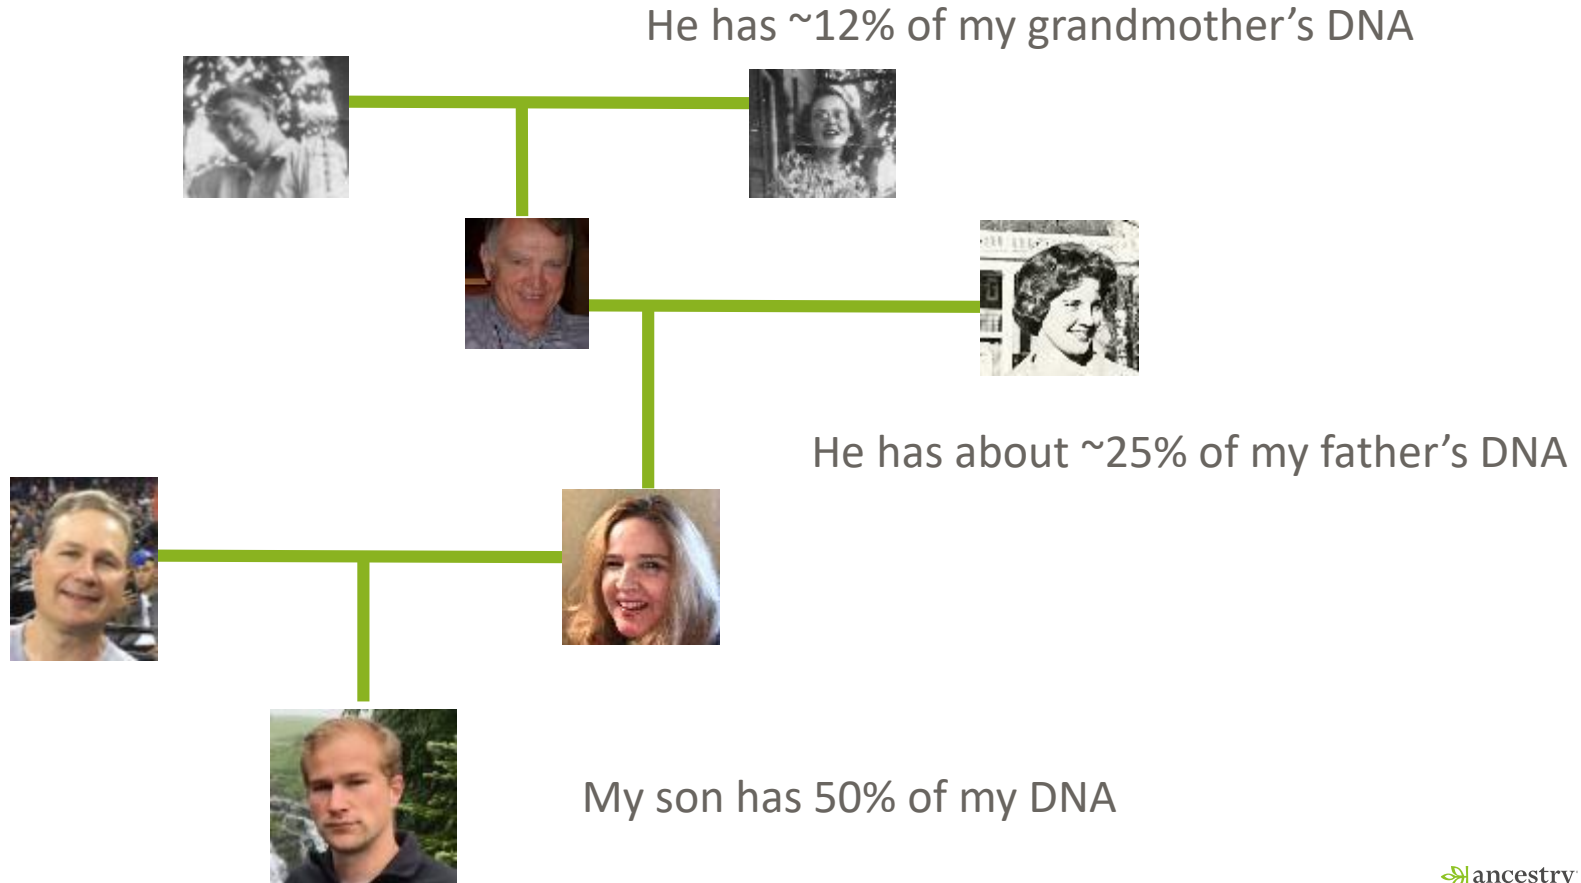 He has ~12% of my grandmother’s DNA
He has about ~25% of my father’s DNA
My son has 50% of my DNA
ancestry